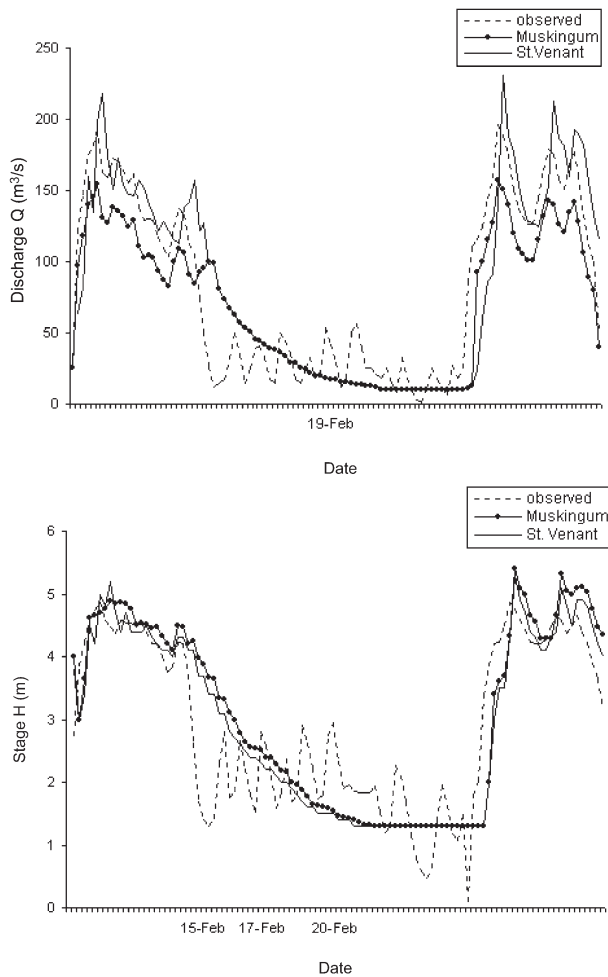 observed
Muskingum
St.Venant
250
200
150
100
50
0
Discharge Q (m³/s)
19-Feb
Date
observed
Muskingum
St. Venant
6
5
4
3
2
1
0
Stage H (m)
15-Feb 17-Feb 20-Feb
Date